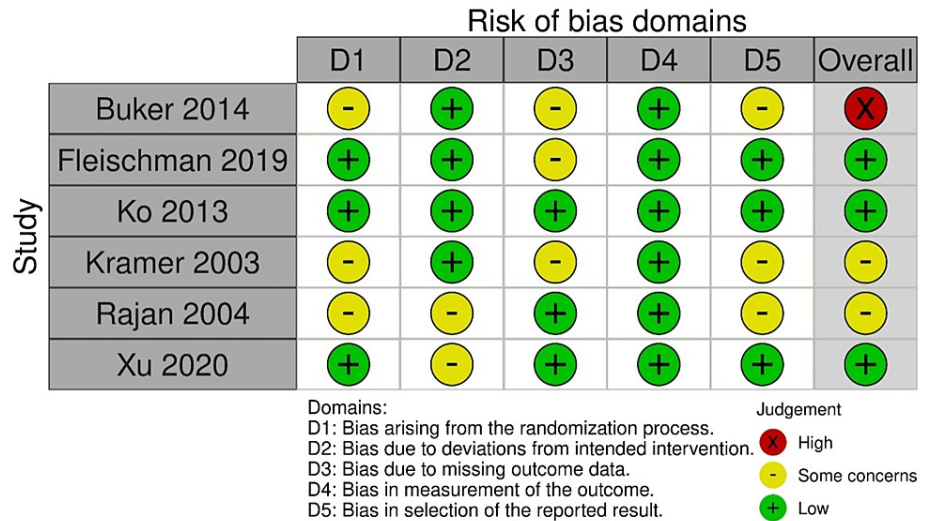 Risk of bias domains
D1 D2 D3 D4 D5 Overall
Study
Buker 2014 - + - + - X
Fleischman 2019 + + - + + +
Ko 2013 + + + + + +
Kramer 2003 - + - + - -
Rajan 2004 - - + + - -
Xu 2020 + - + + + +
Domains:
D1: Bias arising from the randomization process.
D2: Bias due to deviations from intended intervention.
D3: Bias due to missing outcome data.
D4: Bias in measurement of the outcome.
D5: Bias in selection of the reported result.
Judgement
X High
- Some concerns
+ Low